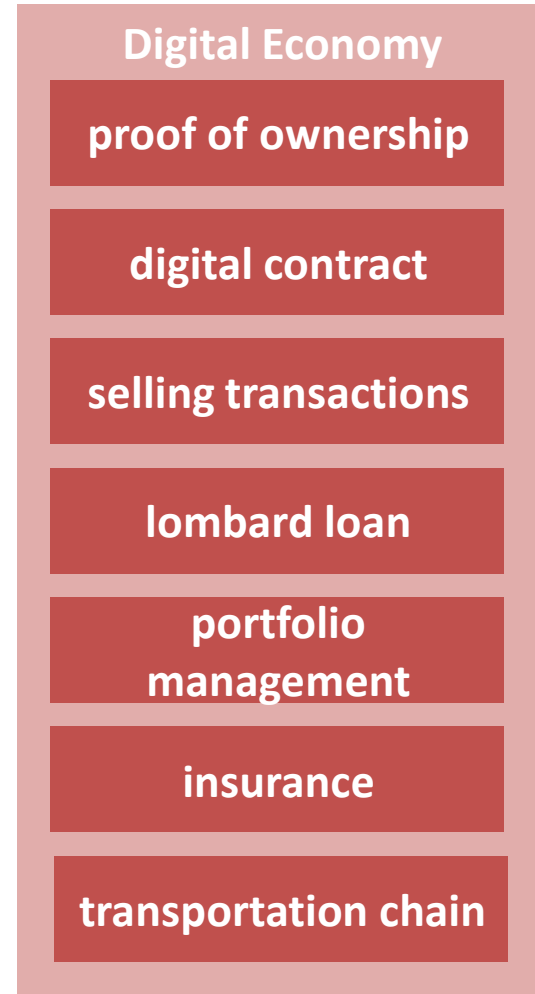 Digital Economy
proof of ownership
digital contract
selling transactions
lombard loan
portfolio
management
insurance
transportation chain